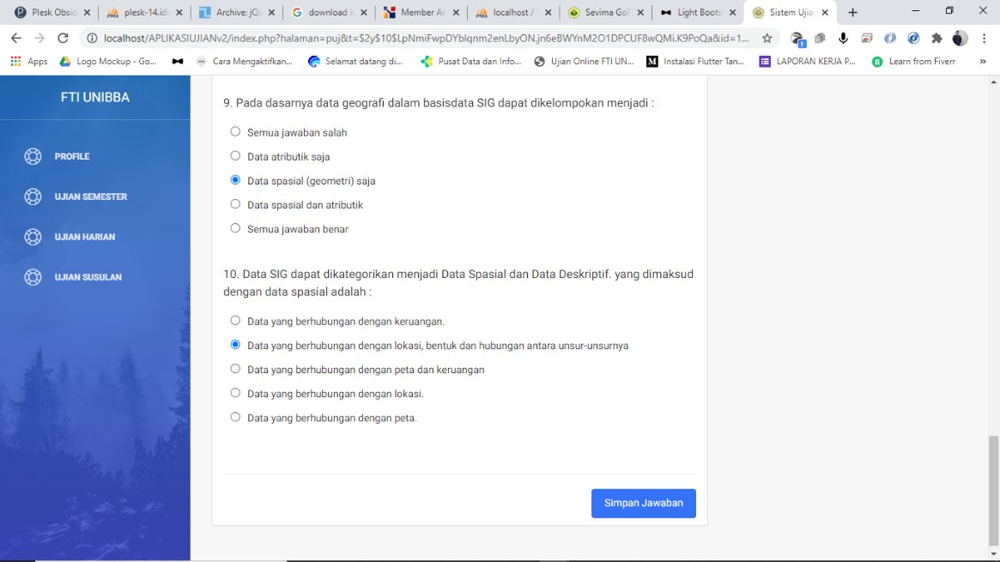 Plesk Obsid
plesk-14.id
Archive: jQu
download i
Member Ar
localhost /
Sevima GoF
Light Boots
Sistem Ujia
localhost/APLIKASIUJIANv2/index.php?halaman=puj&t=$2y$10$LpNmiFwpDYblqnm2enLbyON.jn6eBWYnM2O1DPCUF8wQMi.K9PoQa&id=1...
Apps
Logo Mockup - Go...
Cara Mengaktifkan...
Selamat datang di...
Pusat Data dan Info...
Ujian Online FTI UN...
Instalasi Flutter Tan...
LAPORAN KERJA P...
Learn from Fiverr
FTI UNIBBA
PROFILE
UJIAN SEMESTER
UJIAN HARIAN
UJIAN SUSULAN
9. Pada dasarnya data geografi dalam basisdata SIG dapat dikelompokan menjadi :
Semua jawaban salah
Data atributik saja
Data spasial (geometri) saja
Data spasial dan atributik
Semua jawaban benar
10. Data SIG dapat dikategorikan menjadi Data Spasial dan Data Deskriptif. yang dimaksud
dengan data spasial adalah :
Data yang berhubungan dengan keruangan.
Data yang berhubungan dengan lokasi, bentuk dan hubungan antara unsur-unsurnya
Data yang berhubungan dengan peta dan keruangan
Data yang berhubungan dengan lokasi.
Data yang berhubungan dengan peta.
Simpan Jawaban